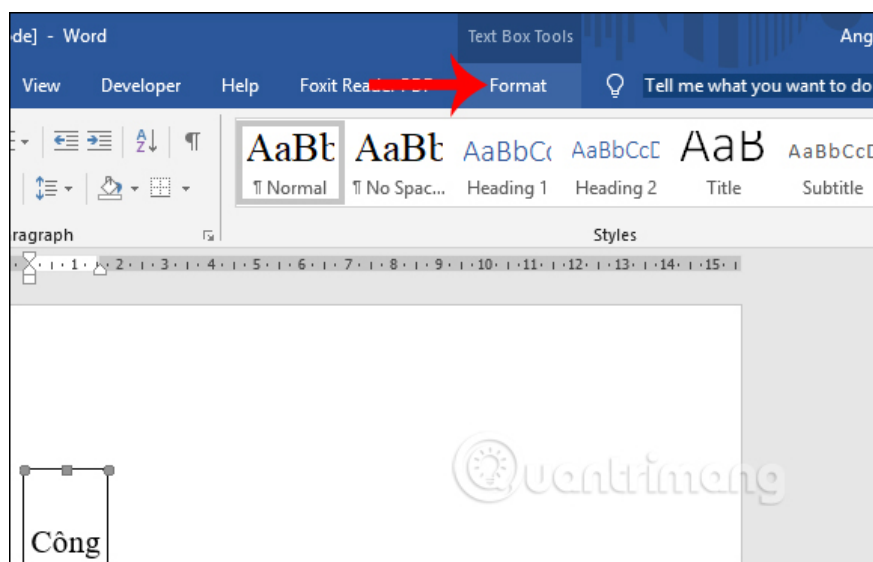 de] - Word Text Box Tools Ang
View Developer Help Foxit Reader PDF Format Tell me what you want to do
AaBb AaBb AaBbCc AaBbCcD AaB AaBbCcD
¶ Normal ¶ No Spac... Heading 1 Heading 2 Title Subtitle
ragraph Styles
1 2 3 4 5 6 7 8 9 10 11 12 13 14 15
Quantrimang
Công